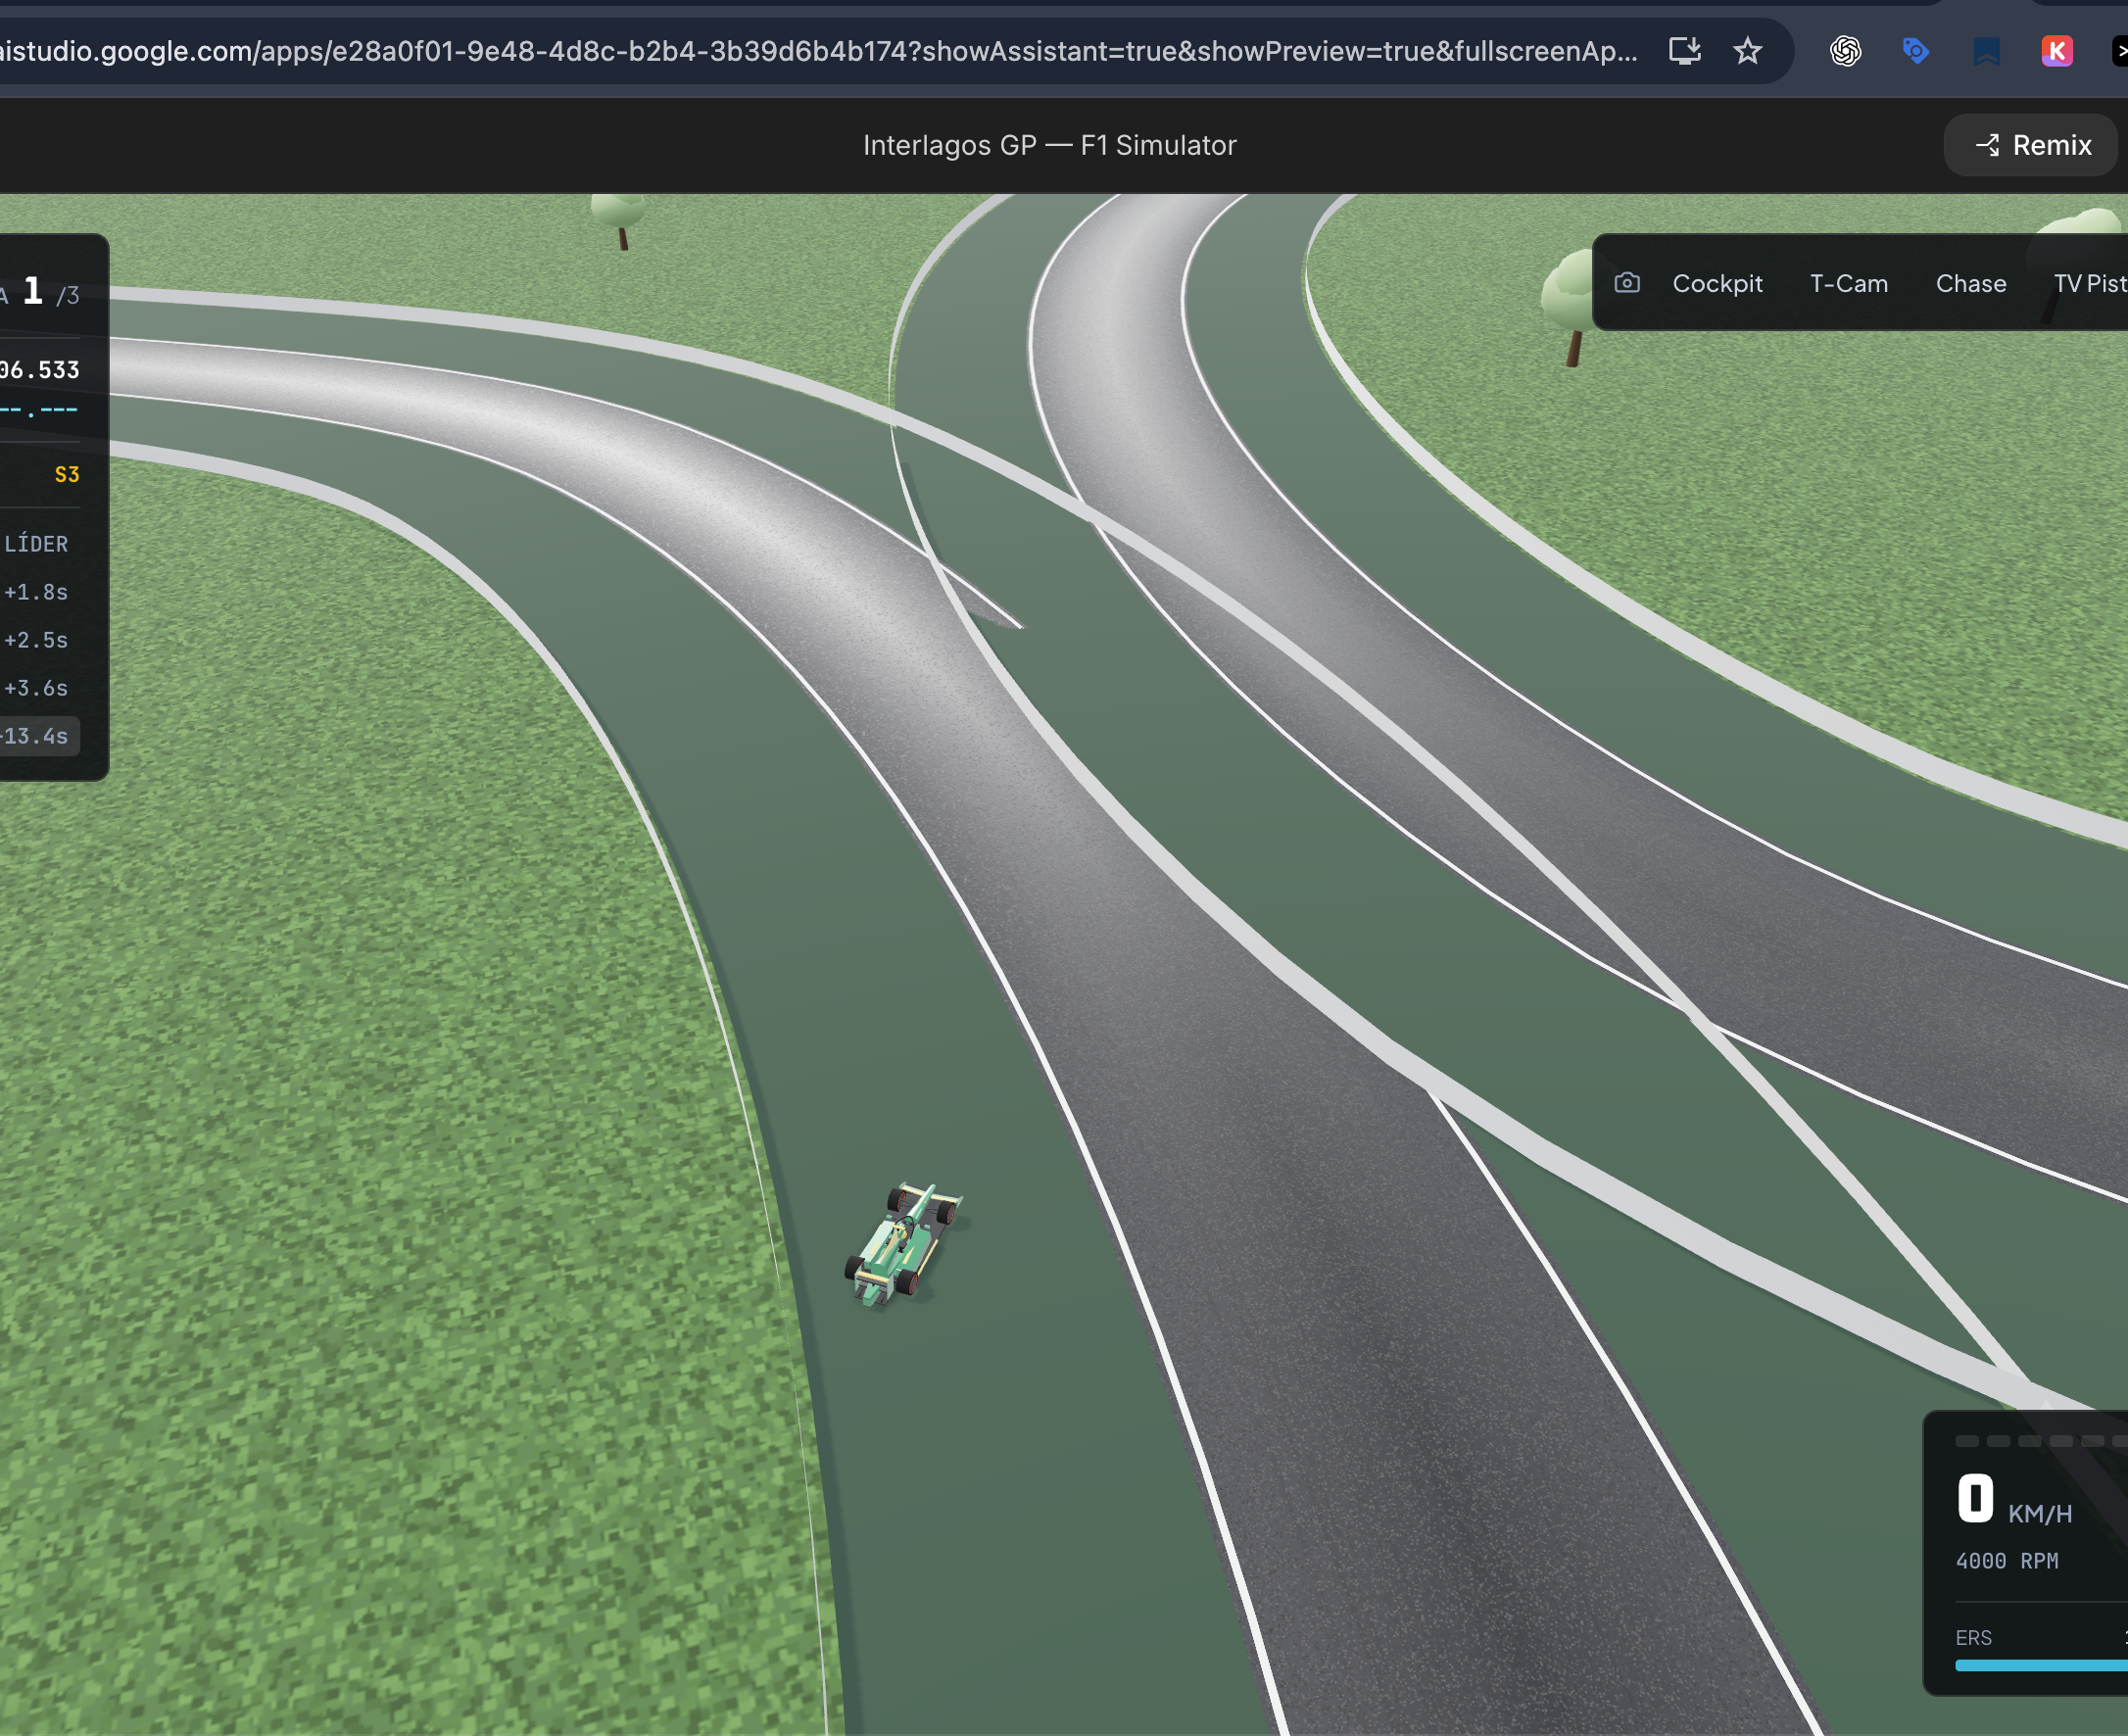 aistudio.google.com/apps/e28a0f01-9e48-4d8c-b2b4-3b39d6b4b174?showAssistant=true&showPreview=true&fullscreenAp...
K
Interlagos GP — F1 Simulator
Remix
A 1 /3
06.533
--.---
S3
LÍDER
+1.8s
+2.5s
+3.6s
13.4s
Cockpit
T-Cam
Chase
TV Pist
0 KM/H
4000 RPM
ERS